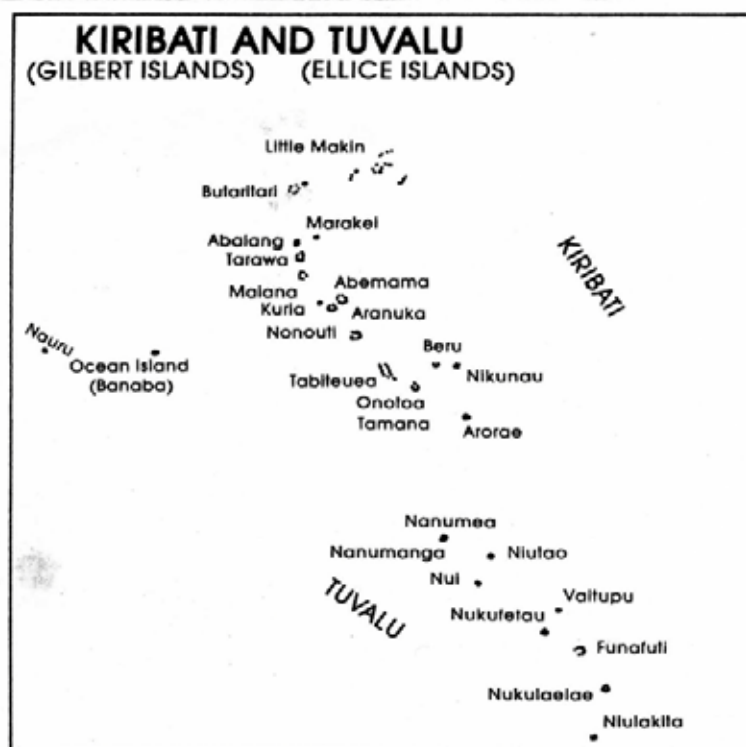 KIRIBATI AND TUVALU
(GILBERT ISLANDS) (ELLICE ISLANDS)
Little Makin
Butaritari
Marakei
Abaiang
Tarawa
Abemama
Maiana
Kuria
Aranuka
Nonouti
KIRIBATI
Nauru
Ocean Island
(Banaba)
Beru
Nikunau
Tabiteuea
Onotoa
Tamana
Arorae
Nanumea
Nanumanga
Niutao
Nui
TUVALU
Vaitupu
Nukufetau
Funafuti
Nukulaelae
Niulakita